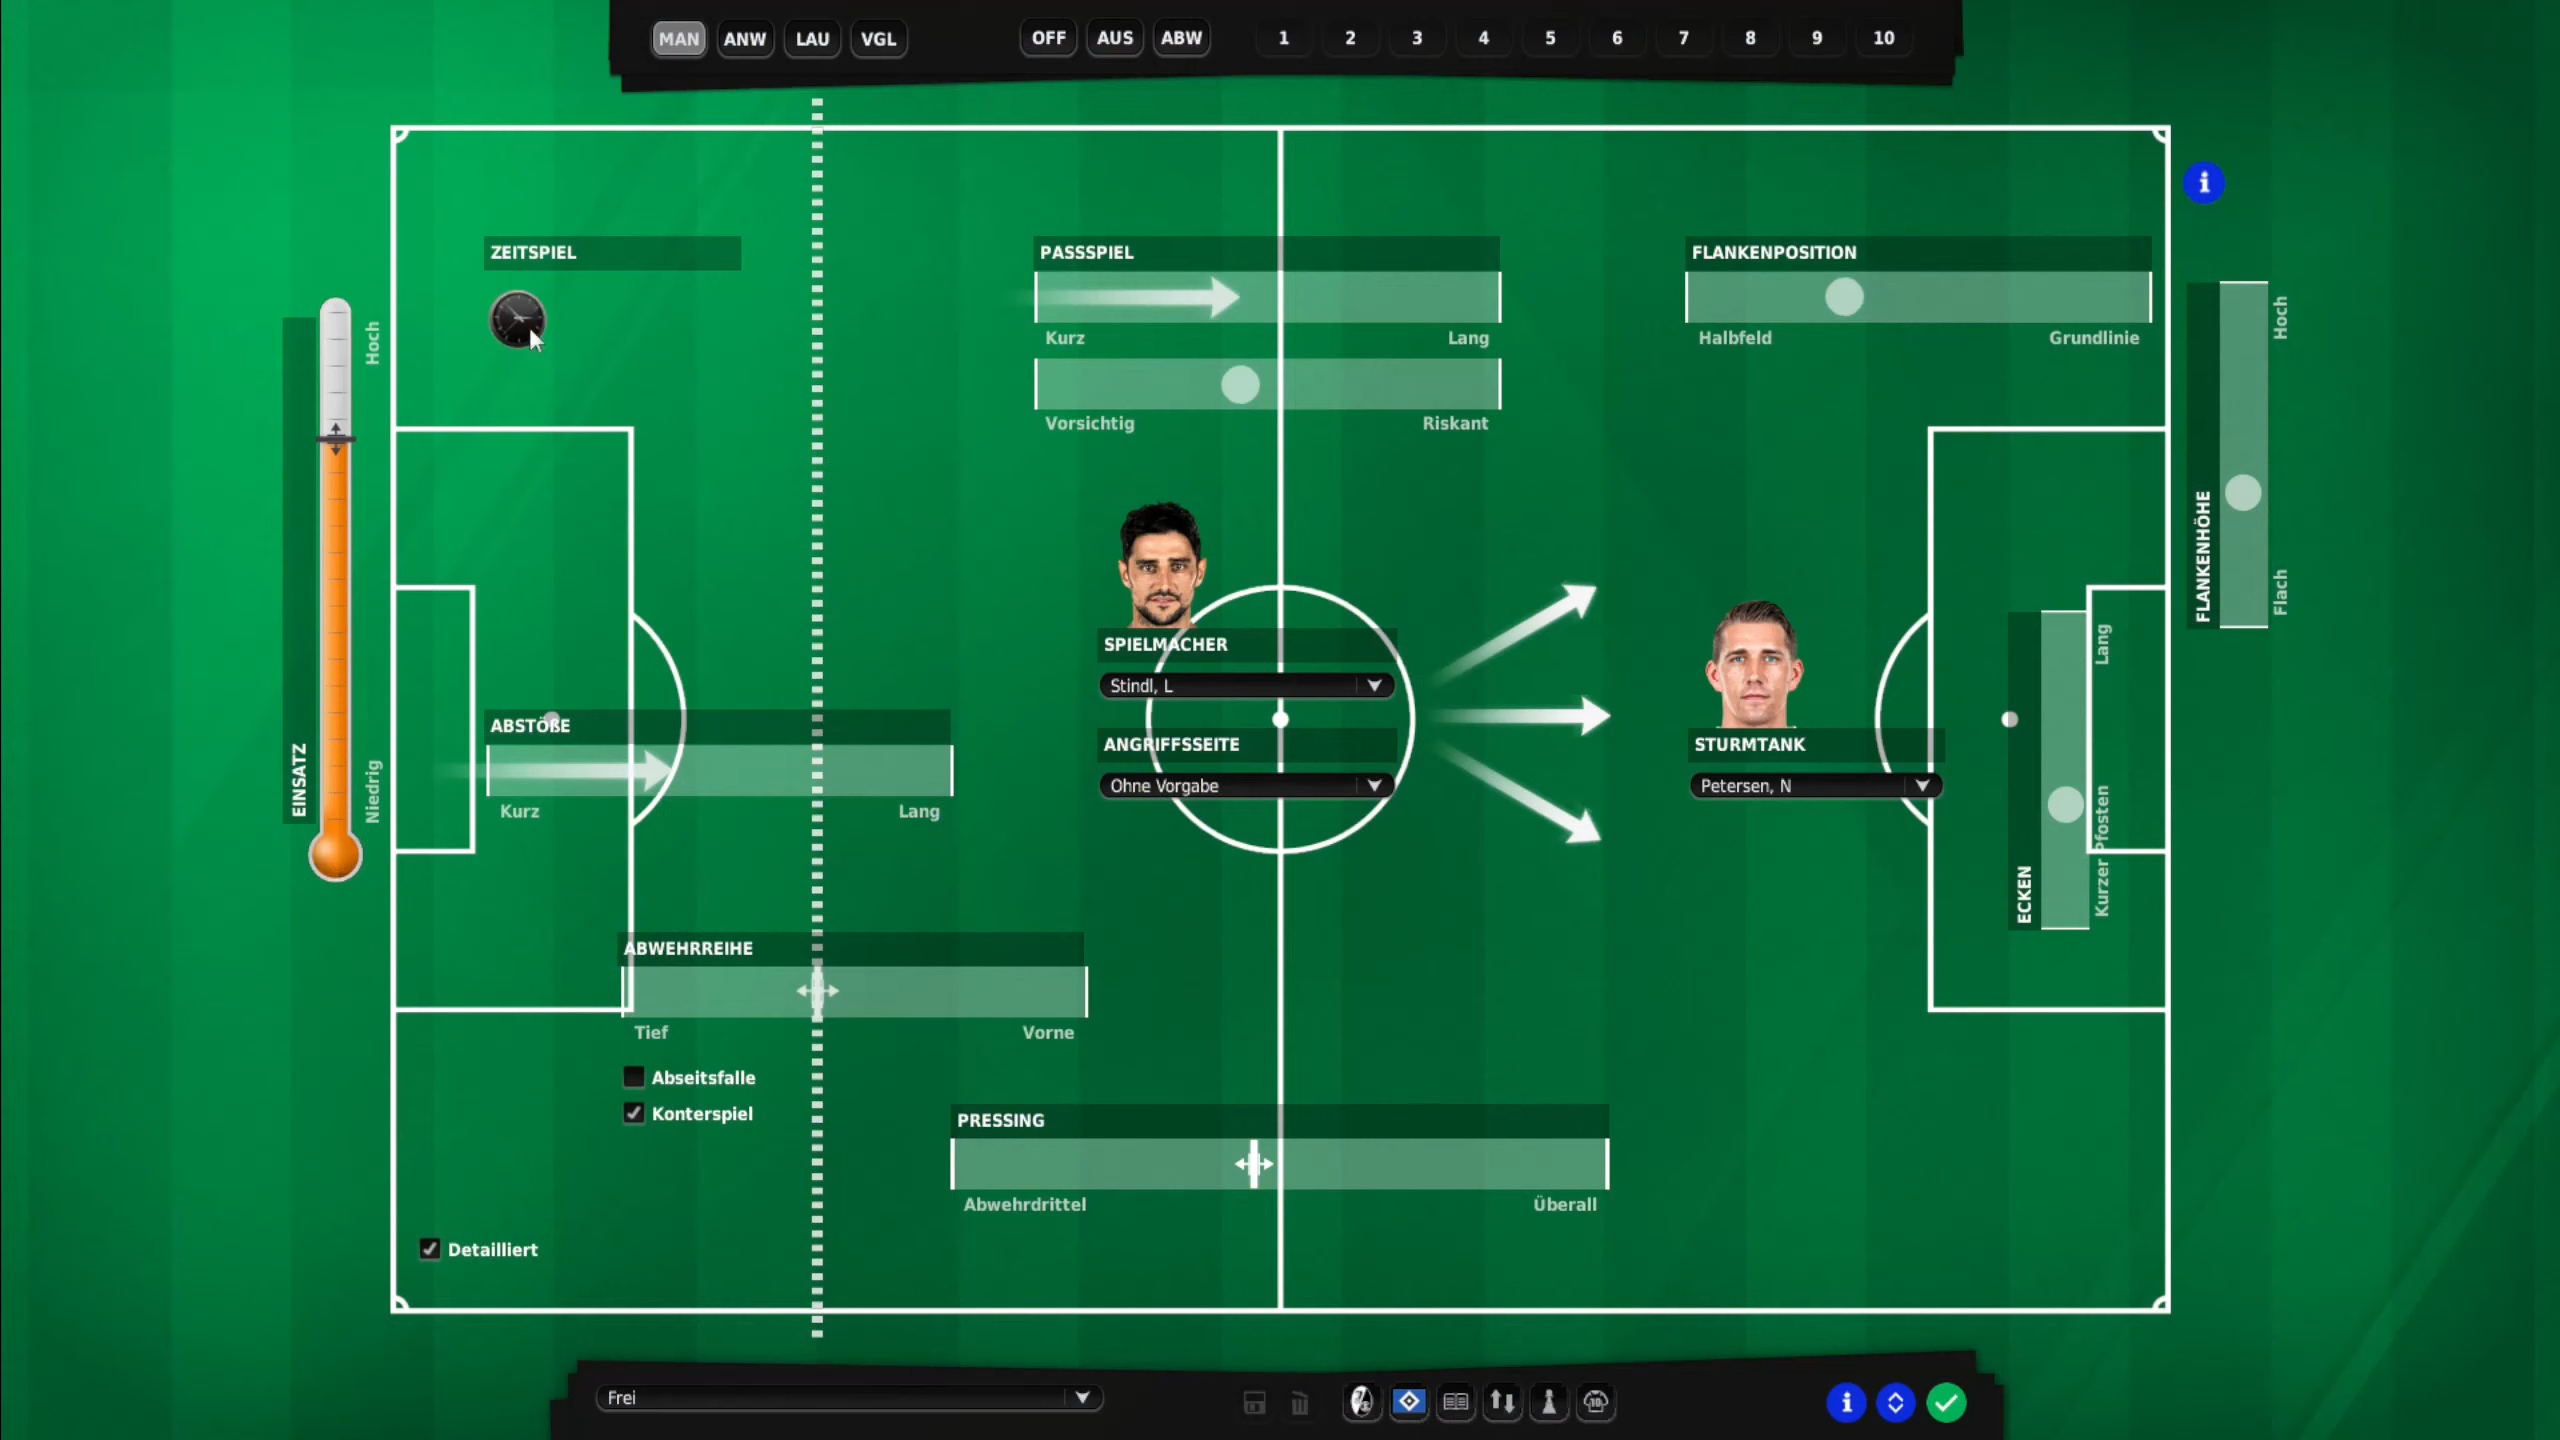 MAN ANW LAU VGL OFF AUS ABW 1 2 3 4 5 6 7 8 9 10
ZEITSPIEL
PASSSPIEL
Kurz Lang
Vorsichtig Riskant
FLANKENPOSITION
Halbfeld Grundlinie
FLANKENHÖHE
Hoch
Flach
EINSATZ
Hoch
Niedrig
SPIELMACHER
Stindl, L
ANGRIFFSSEITE
Ohne Vorgabe
STURMTANK
Petersen, N
ECKEN
Lang
Kurzer Pfosten
ABSTÖßE
Kurz Lang
ABWEHRREIHE
Tief Vorne
Abseitsfalle
Konterspiel
PRESSING
Abwehrdrittel Überall
Detailliert
Frei
10